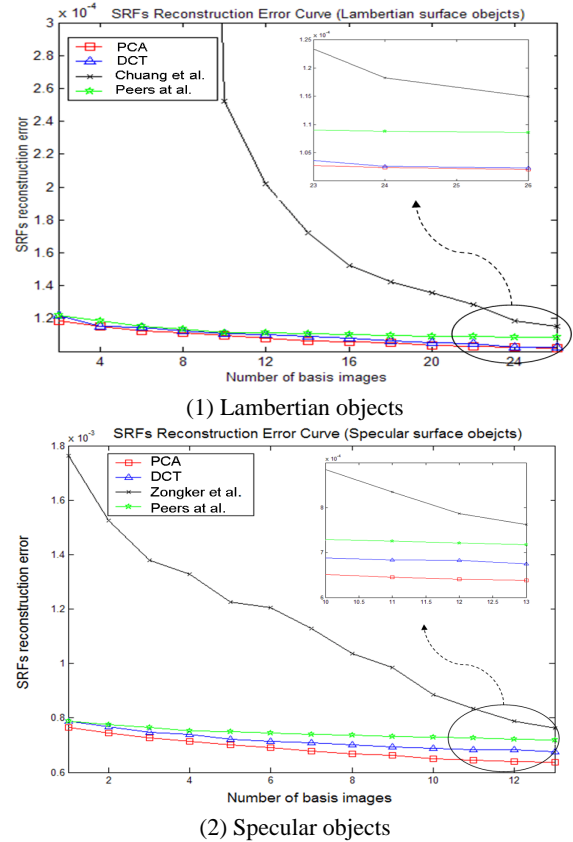 x 10⁻⁴
SRFs Reconstruction Error Curve (Lambertian surface obejcts)
3
2.8
2.6
2.4
2.2
2
1.8
1.6
1.4
1.2
SRFs reconstruction error
PCA
DCT
Chuang et al.
Peers at al.
x 10⁻⁴
1.25
1.2
1.15
1.1
1.05
1.0
23 24 25 26
4 8 12 16 20 24 26
Number of basis images
(1) Lambertian objects
x 10⁻³
SRFs Reconstruction Error Curve (Specular surface obejcts)
1.8
1.6
1.4
1.2
1
0.8
0.6
SRFs reconstruction error
PCA
DCT
Zongker et al.
Peers at al.
x 10⁻⁴
8
7
6
10 10.5 11 11.5 12 12.5 13
2 4 6 8 10 12
Number of basis images
(2) Specular objects